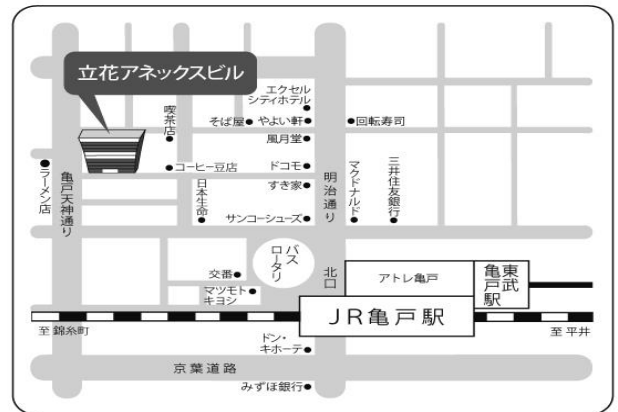 立花アネックスビル
エクセル
シティホテル
喫茶店
そば屋
やよい軒
回転寿司
風月堂
コーヒー豆店
ドコモ
ラーメン店
亀戸天神通り
日本生命
すき家
明治通り
マクドナルド
三井住友銀行
サンコーシューズ
バス
ロータリー
交番
マツモト
キヨシ
北口
アトレ亀戸
東武
亀戸駅
JR亀戸駅
至 錦糸町
至 平井
ドン・
キホーテ
京葉道路
みずほ銀行